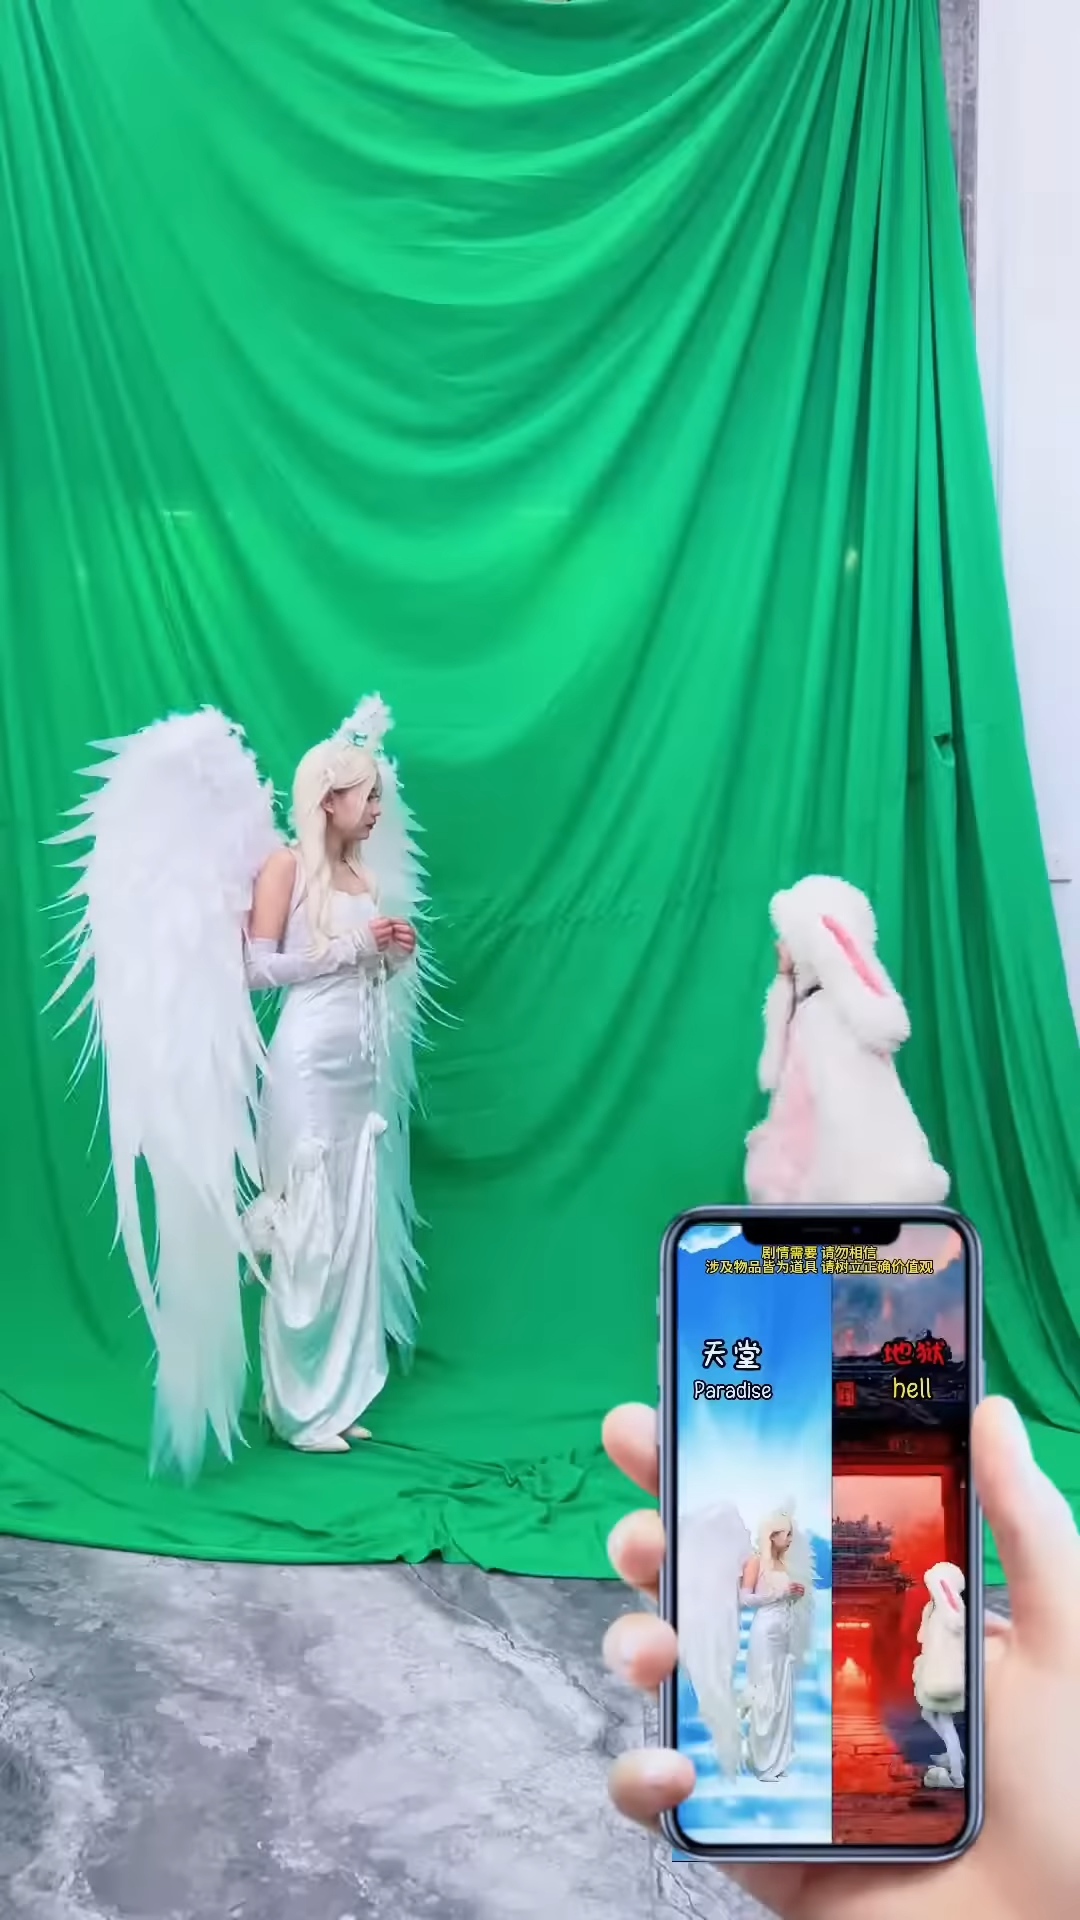 剧情需要 请勿相信
涉及物品皆为道具 请树立正确价值观
天堂
Paradise
地狱
hell